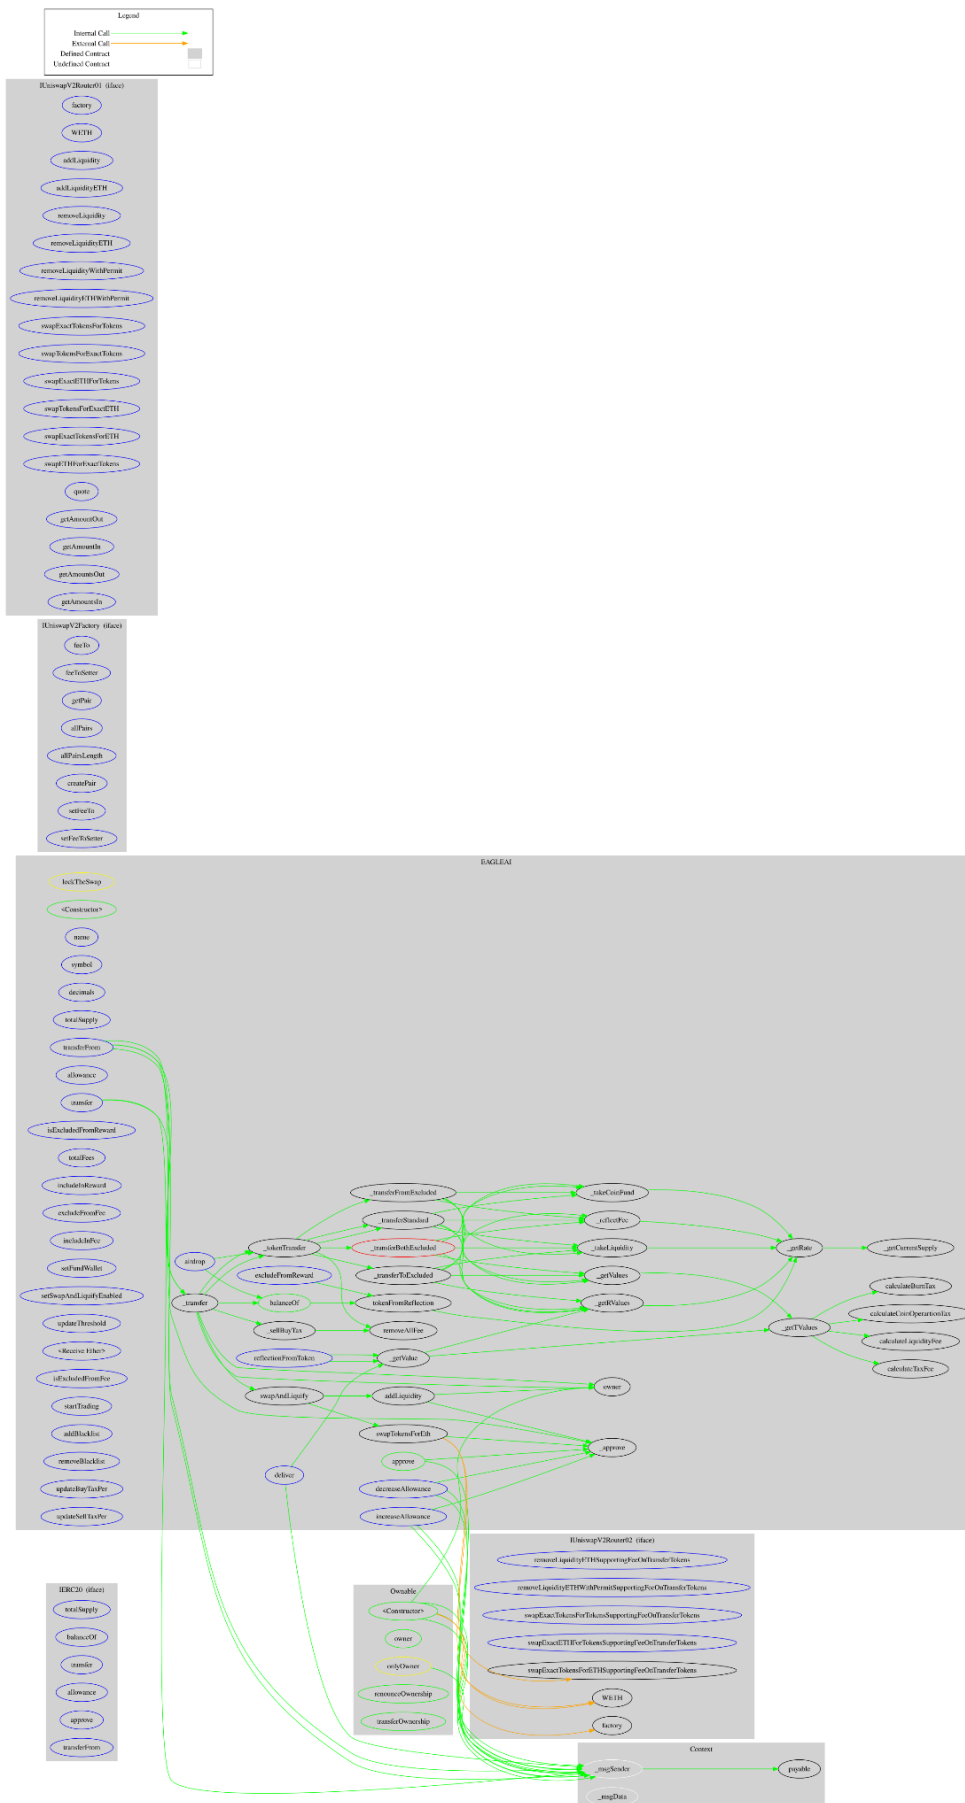 Legend
Internal Call
External Call
Defined Contract
Undefined Contract
IUniswapV2Router01 (iface)
factory
WETH
addLiquidity
addLiquidityETH
removeLiquidity
removeLiquidityETH
removeLiquidityWithPermit
removeLiquidityETHWithPermit
swapExactTokensForTokens
swapTokensForExactTokens
swapExactETHForTokens
swapTokensForExactETH
swapExactTokensForETH
swapETHForExactTokens
quote
getAmountOut
getAmountIn
getAmountsOut
getAmountsIn
IUniswapV2Factory (iface)
feeTo
feeToSetter
getPair
allPairs
allPairsLength
createPair
setFeeTo
setFeeToSetter
EAGLEAI
lockTheSwap
<Constructor>
name
symbol
decimals
totalSupply
transferFrom
allowance
transfer
isExcludedFromReward
totalFees
includeInReward
excludeFromFee
includeInFee
setFundWallet
setSwapAndLiquifyEnabled
updateThreshold
<Receive Ether>
isExcludedFromFee
startTrading
addBlacklist
removeBlacklist
updateBuyTaxPer
updateSellTaxPer
airdrop
_transfer
_tokenTransfer
excludeFromReward
balanceOf
_sellBuyTax
reflectionFromToken
swapAndLiquify
deliver
_transferFromExcluded
_transferStandard
_transferBothExcluded
_transferToExcluded
tokenFromReflection
removeAllFee
_getValue
addLiquidity
swapTokensForEth
approve
decreaseAllowance
increaseAllowance
_takeCoinFund
_reflectFee
_takeLiquidity
_getValues
_getRValues
owner
_approve
_getRate
_getTValues
_getCurrentSupply
calculateBurnTax
calculateCoinOperartionTax
calculateLiquidityFee
calculateTaxFee
IUniswapV2Router02 (iface)
removeLiquidityETHSupportingFeeOnTransferTokens
removeLiquidityETHWithPermitSupportingFeeOnTransferTokens
swapExactTokensForTokensSupportingFeeOnTransferTokens
swapExactETHForTokensSupportingFeeOnTransferTokens
swapExactTokensForETHSupportingFeeOnTransferTokens
WETH
factory
IERC20 (iface)
totalSupply
balanceOf
transfer
allowance
approve
transferFrom
Ownable
<Constructor>
owner
onlyOwner
renounceOwnership
transferOwnership
Context
_msgSender
payable
_msgData